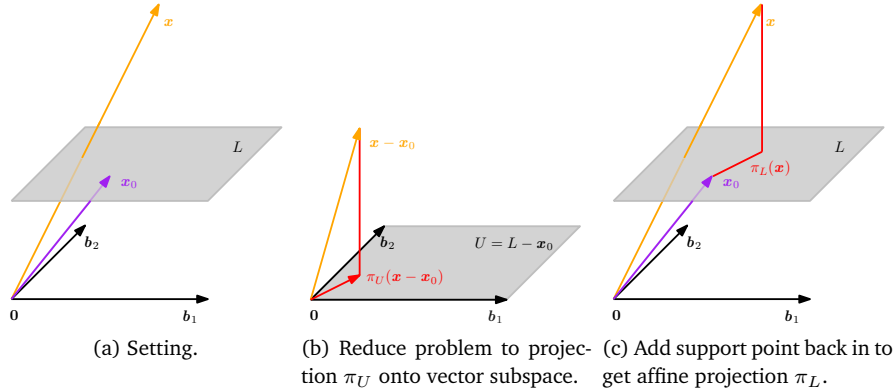 x
L
x₀
b₂
0
b₁
(a) Setting.
x − x₀
b₂
U = L − x₀
π_U(x − x₀)
0
b₁
(b) Reduce problem to projec-
tion π_U onto vector subspace.
x
L
π_L(x)
x₀
b₂
0
b₁
(c) Add support point back in to
get affine projection π_L.